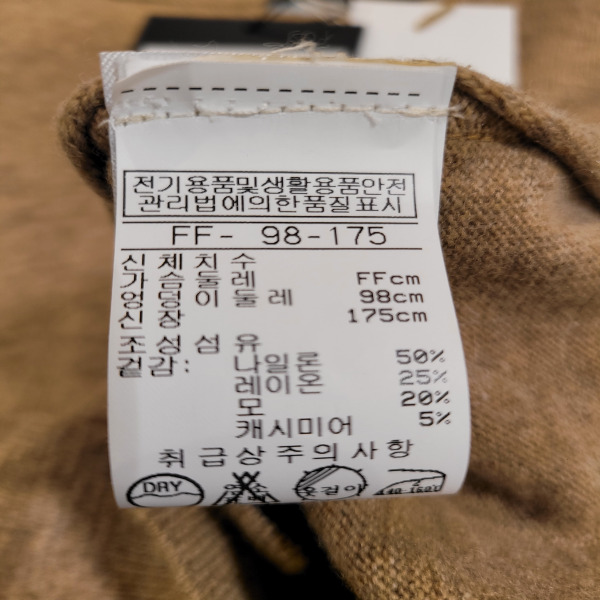 전기용품및생활용품안전
관리법에의한품질표시
FF- 98-175
신체치수
가슴둘레 FFcm
엉덩이둘레 98cm
신장 175cm
조성섬유
겉감: 나일론 50%
레이온 25%
모 20%
캐시미어 5%
취급상주의사항
DRY 옷걸이